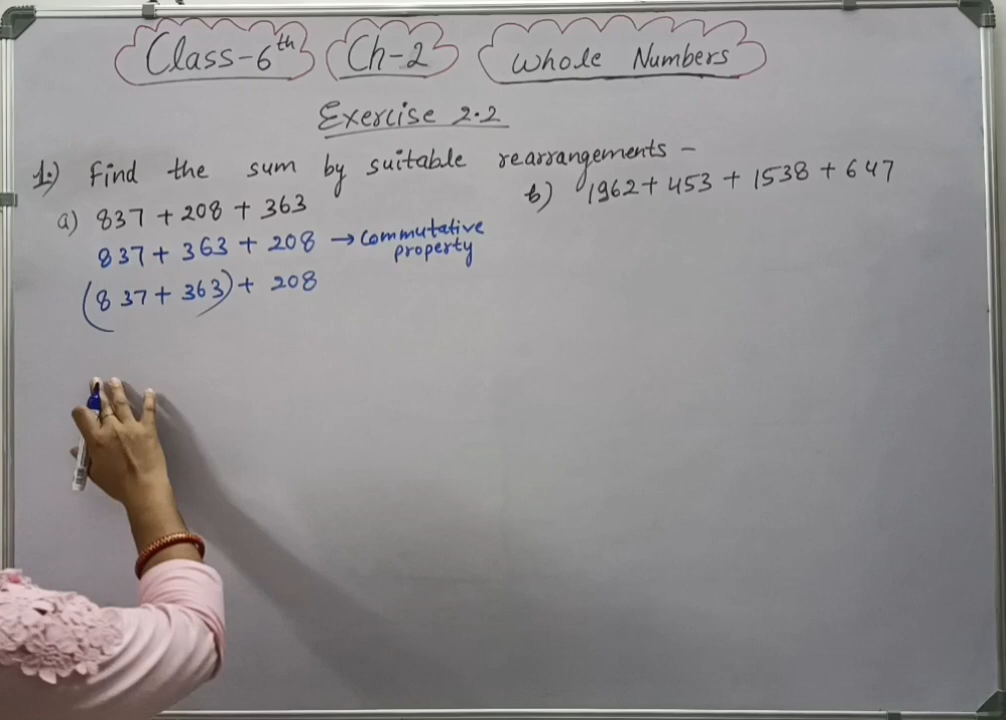 Class-6th Ch-2 Whole Numbers
Exercise 2.2
1.) Find the sum by suitable rearrangements -
a) 837 + 208 + 363
b) 1962 + 453 + 1538 + 647
837 + 363 + 208 → Commutative property
(837 + 363) + 208